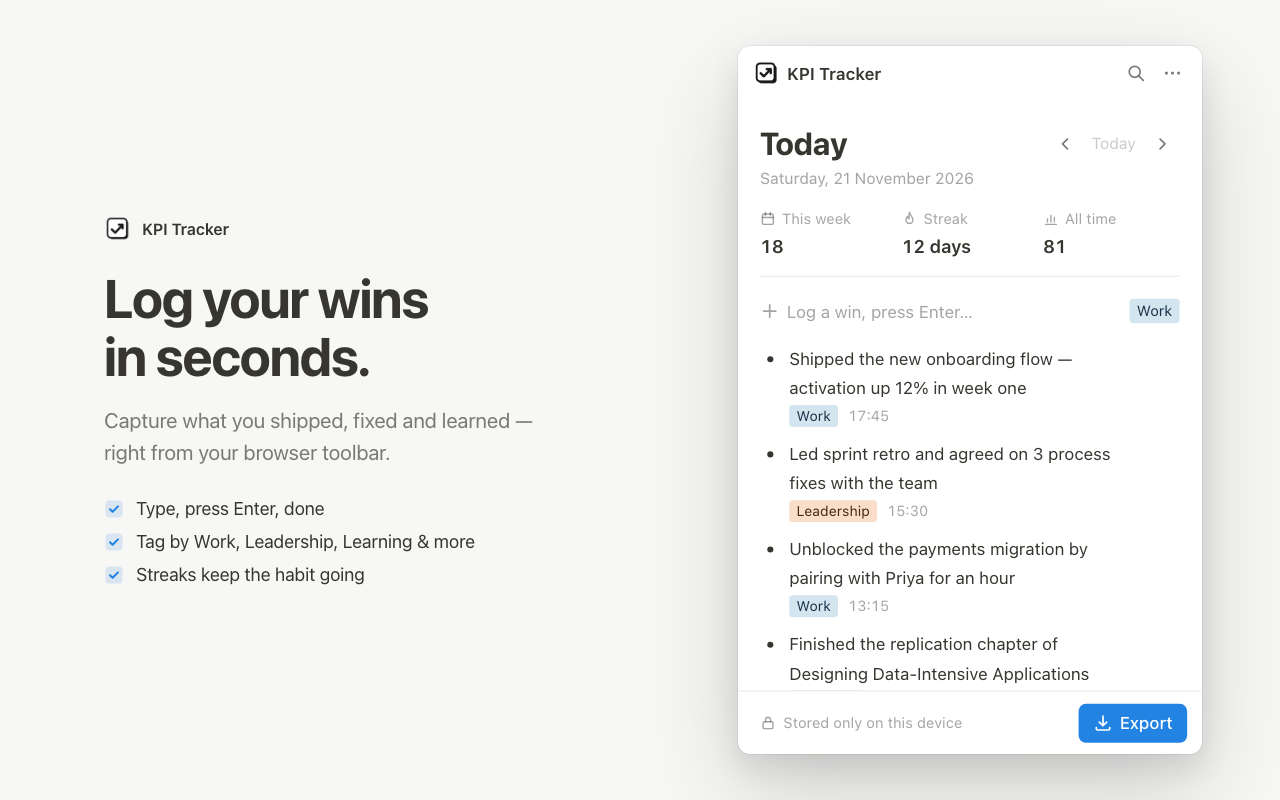 KPI Tracker
Log your wins
in seconds.
Capture what you shipped, fixed and learned —
right from your browser toolbar.
Type, press Enter, done
Tag by Work, Leadership, Learning & more
Streaks keep the habit going
KPI Tracker
Today
Today
Saturday, 21 November 2026
This week
18
Streak
12 days
All time
81
Log a win, press Enter...
Work
Shipped the new onboarding flow —
activation up 12% in week one
Work 17:45
Led sprint retro and agreed on 3 process
fixes with the team
Leadership 15:30
Unblocked the payments migration by
pairing with Priya for an hour
Work 13:15
Finished the replication chapter of
Designing Data-Intensive Applications
Stored only on this device
Export